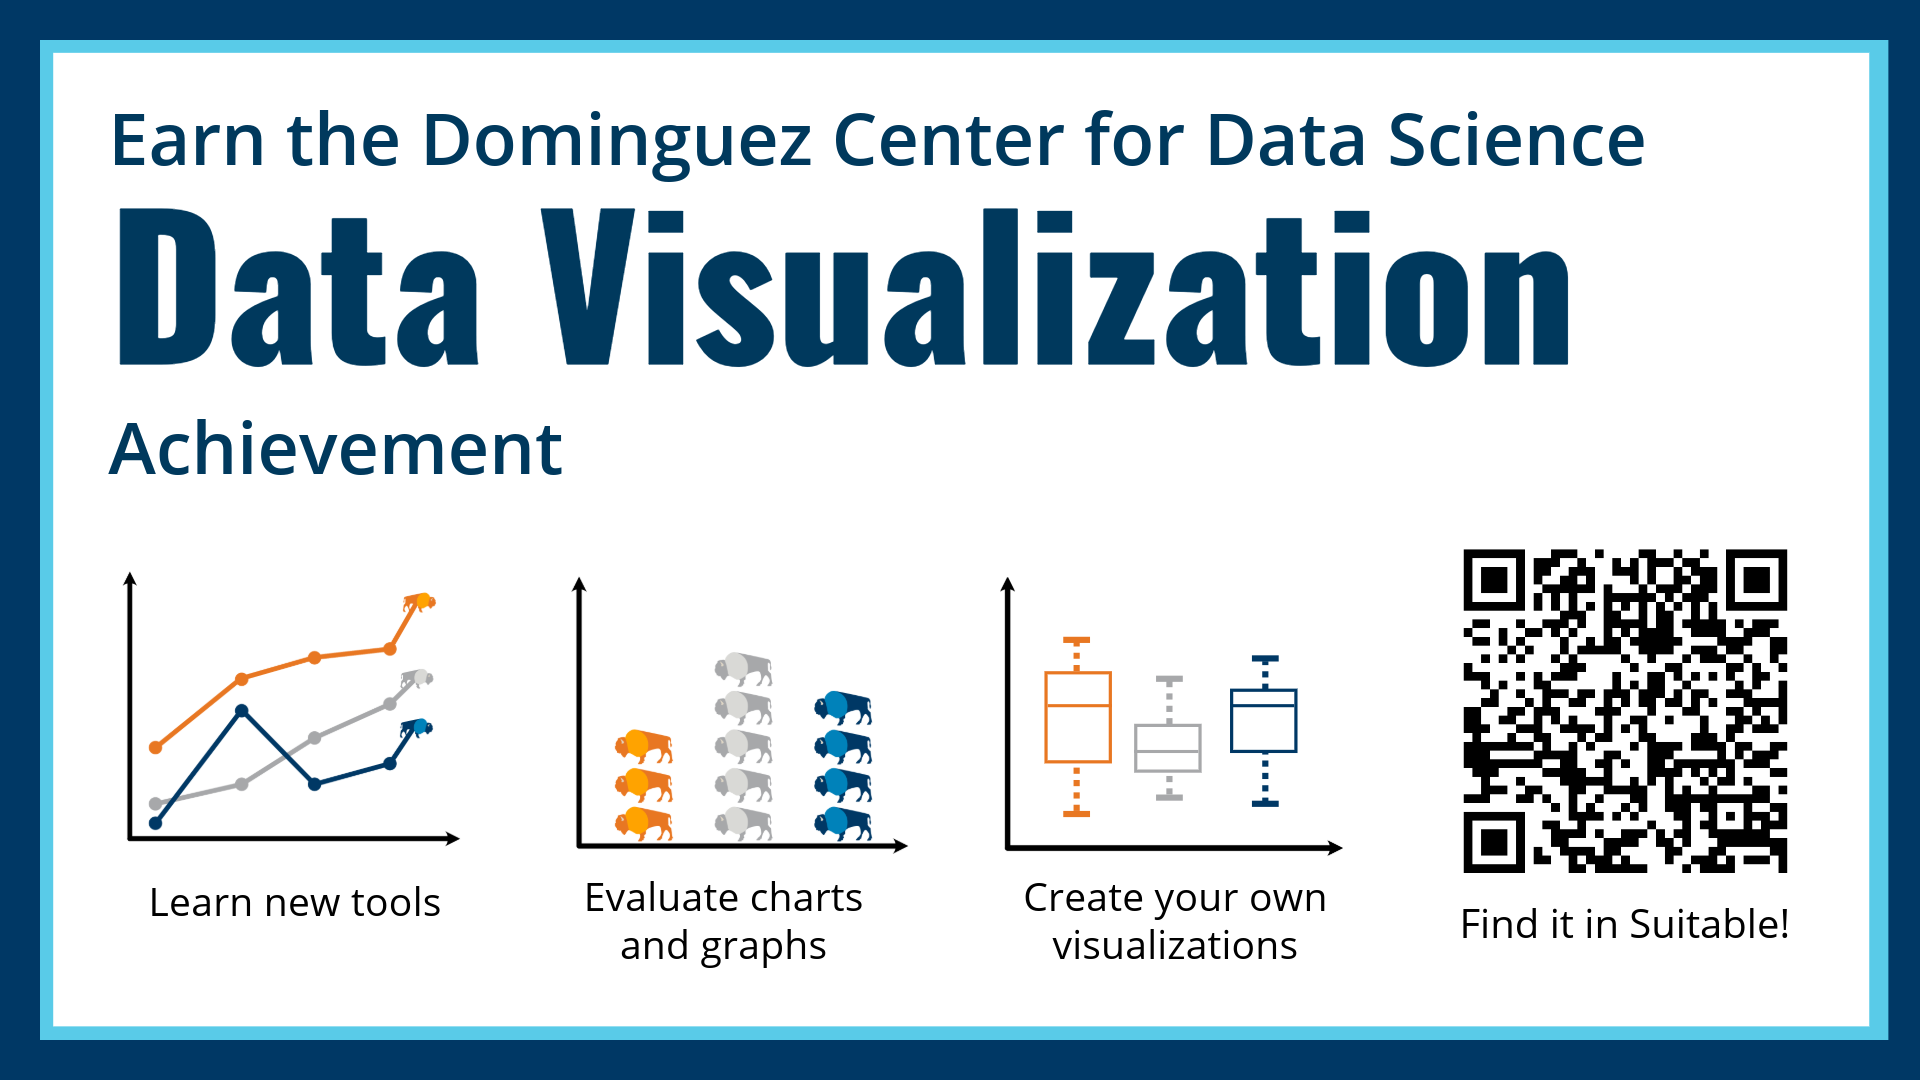 Earn the Dominguez Center for Data Science
Data Visualization
Achievement
Learn new tools
Evaluate charts
and graphs
Create your own
visualizations
Find it in Suitable!